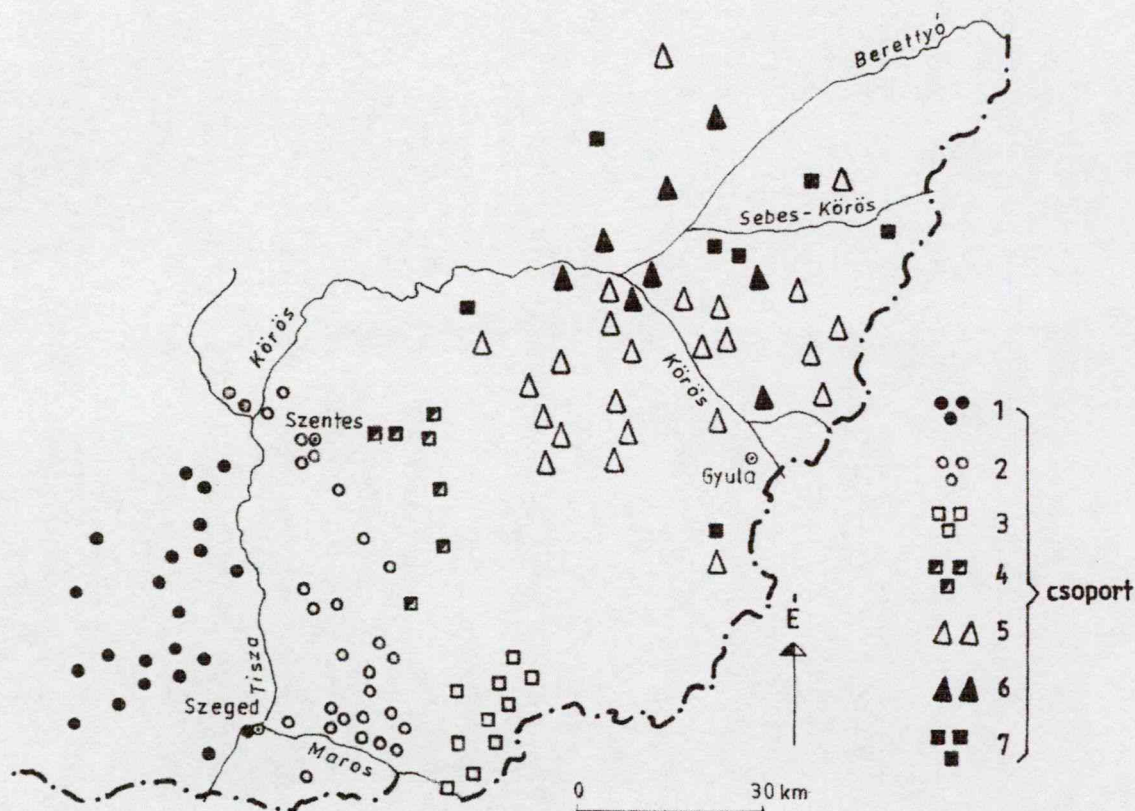 Berettyó
Sebes-Körös
Körös
Körös
Szentes
Gyula
Tisza
Szeged
Maros
É
0 30 km
1
2
3
4
5
6
7
csoport